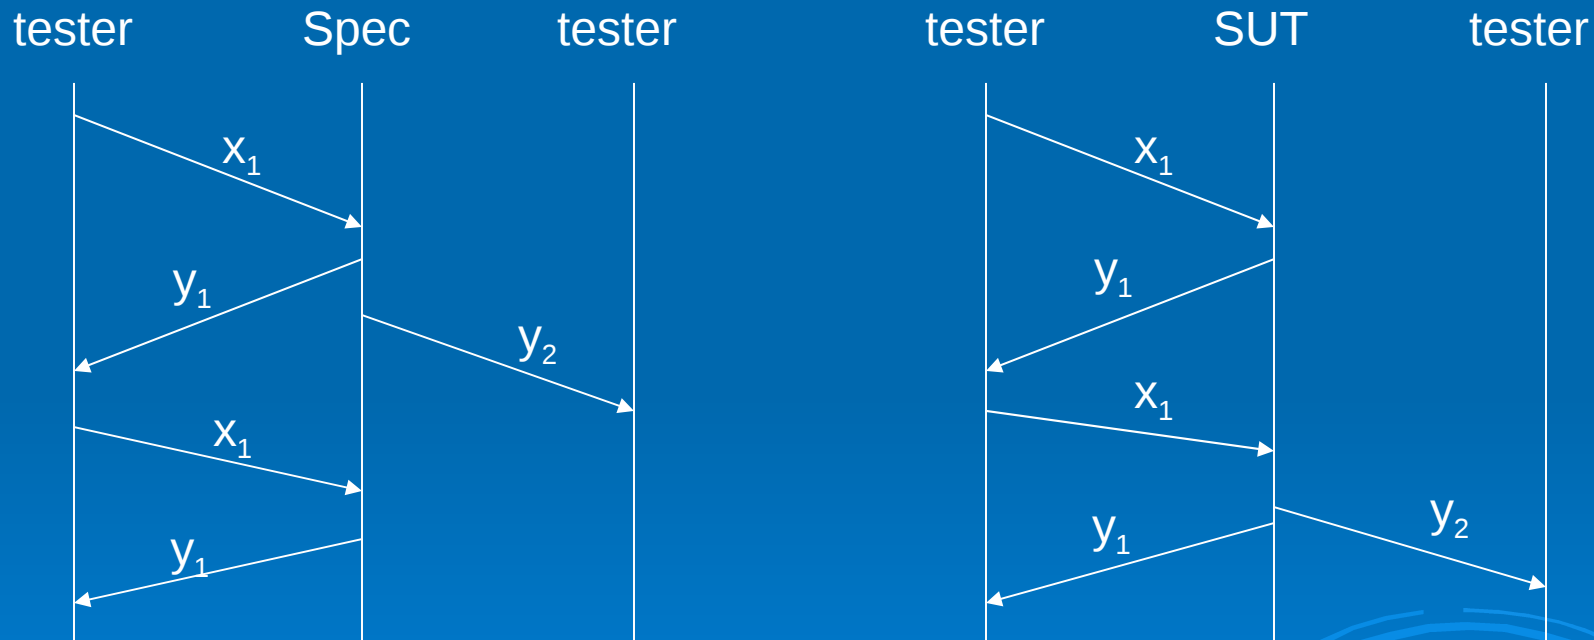 tester Spec tester tester SUT tester
x₁ x₁
y₁ y₁
y₂
x₁ x₁
y₂
y₁ y₁